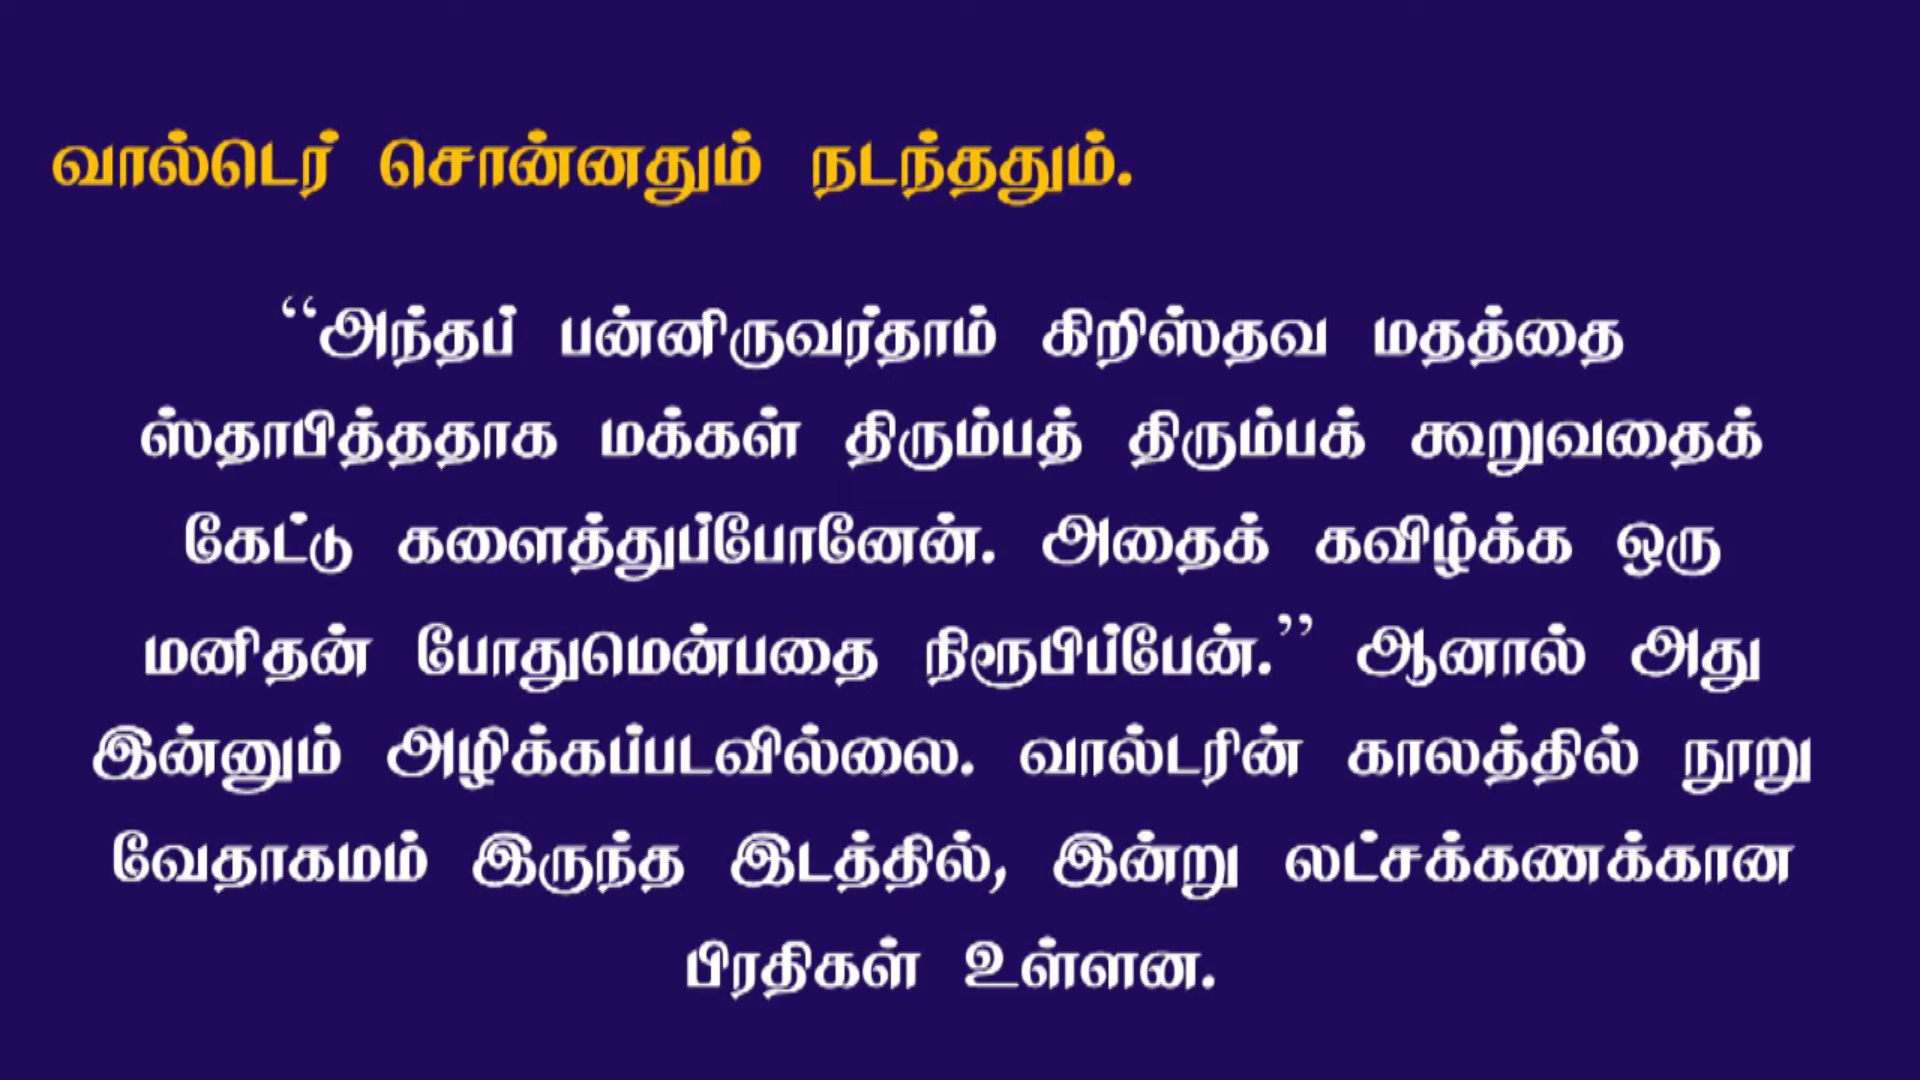 வால்டெர் சொன்னதும் நடந்ததும்.
“அந்தப் பன்னிருவர்தாம் கிறிஸ்தவ மதத்தை
ஸ்தாபித்ததாக மக்கள் திரும்பத் திரும்பக் கூறுவதைக்
கேட்டு களைத்துப்போனேன். அதைக் கவிழ்க்க ஒரு
மனிதன் போதுமென்பதை நிரூபிப்பேன்.” ஆனால் அது
இன்னும் அழிக்கப்படவில்லை. வால்டரின் காலத்தில் நூறு
வேதாகமம் இருந்த இடத்தில், இன்று லட்சக்கணக்கான
பிரதிகள் உள்ளன.